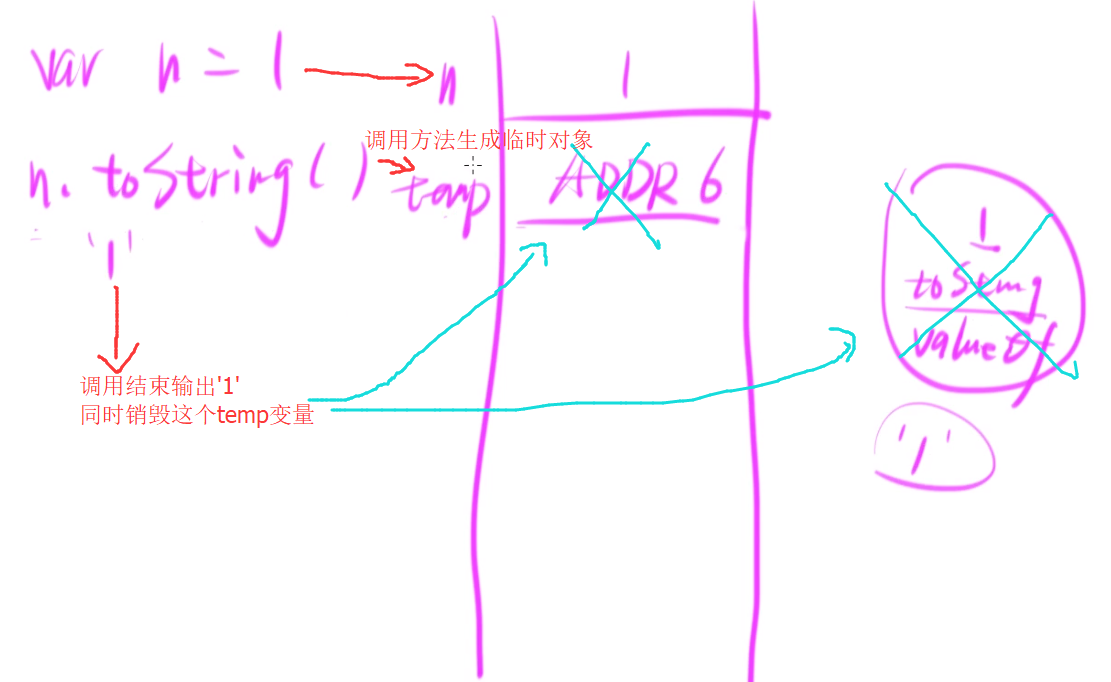 var n = 1
n
1
调用方法生成临时对象
n. toString()
temp
ADDR 6
'1'
1
toString
valueOf
调用结束输出'1'
同时销毁这个temp变量
'1'